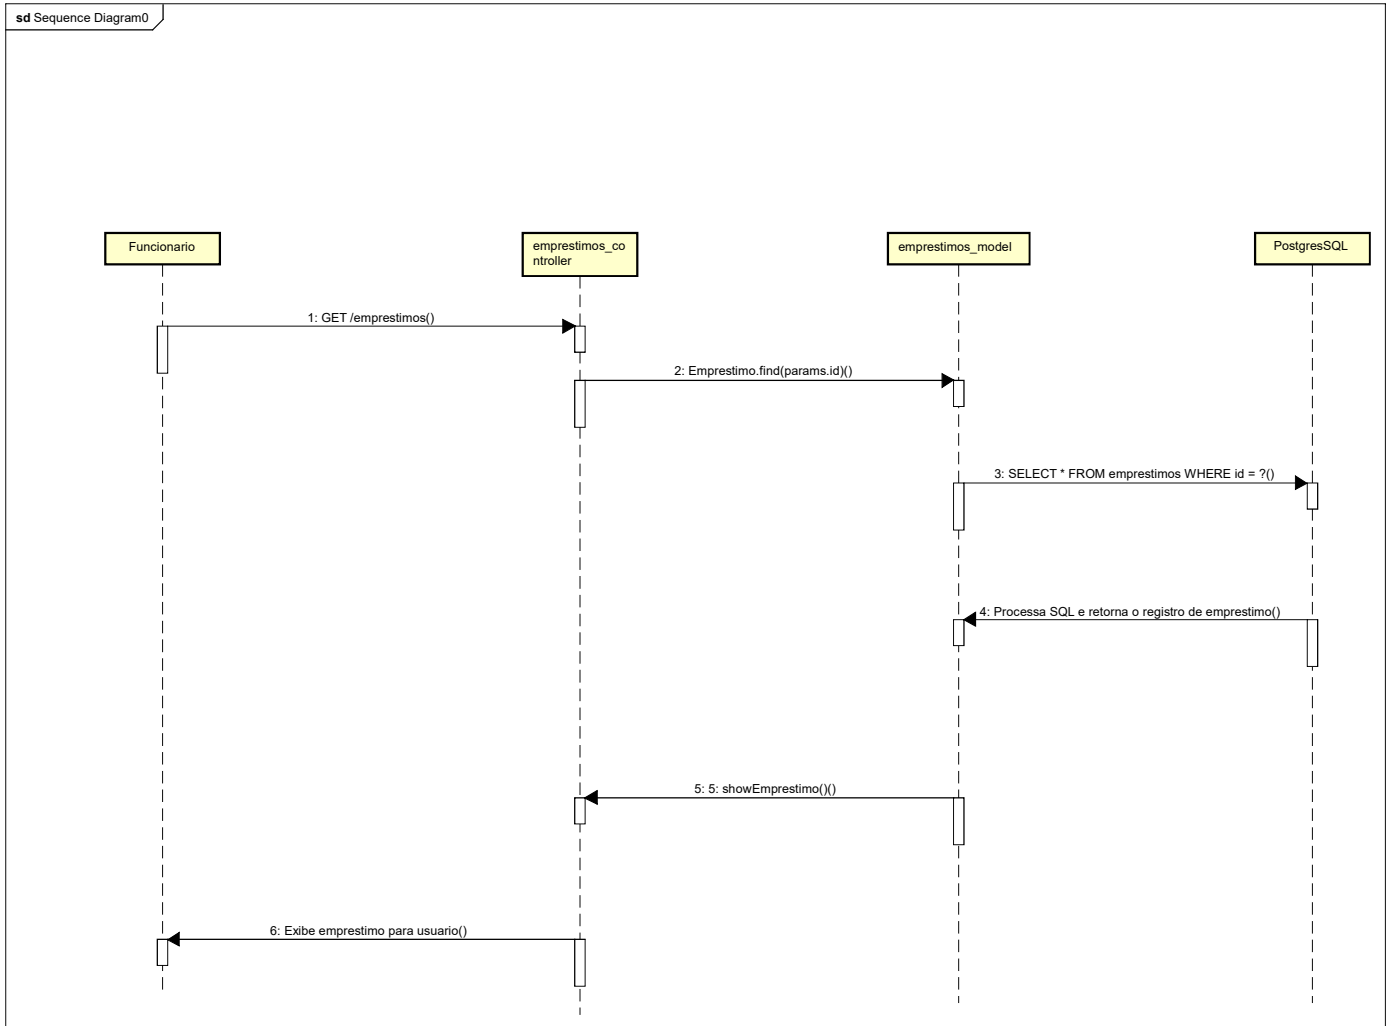 sd Sequence Diagram0
Funcionario
emprestimos_co
ntroller
emprestimos_model
PostgresSQL
1: GET /emprestimos()
2: Emprestimo.find(params.id)()
3: SELECT * FROM emprestimos WHERE id = ?()
4: Processa SQL e retorna o registro de emprestimo()
5: 5: showEmprestimo()()
6: Exibe emprestimo para usuario()